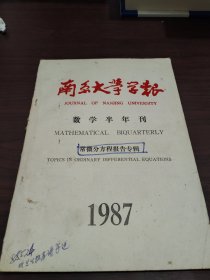 南京大学学报
JOURNAL OF NANJING UNIVERSITY
数学半年刊
MATHEMATICAL BIQUARTERLY
常微分方程报告专辑
TOPICS IN ORDINARY DIFFERENTIAL EQUATIONS
1987